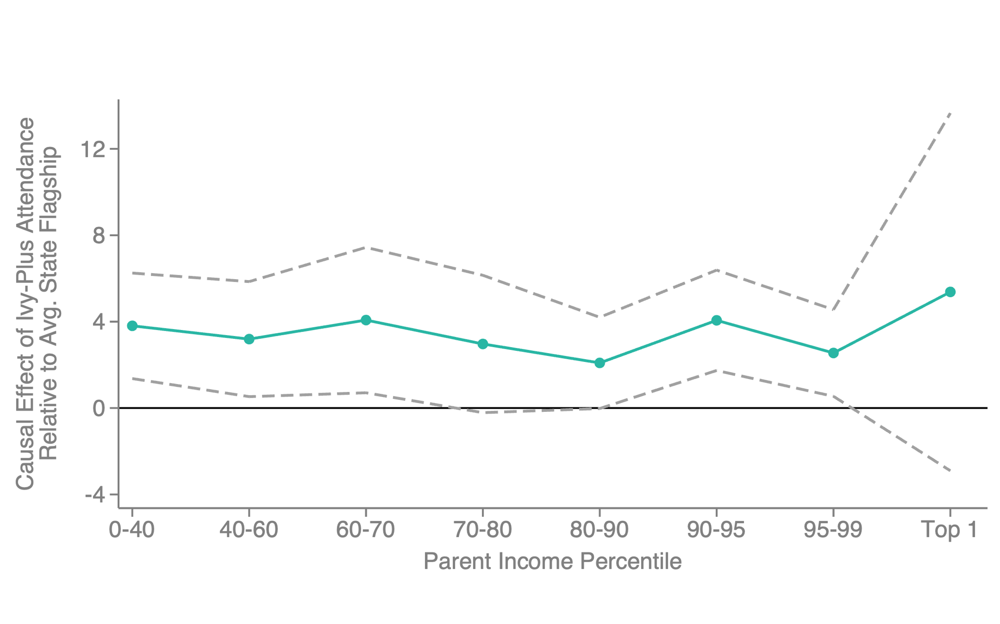 Causal Effect of Ivy-Plus Attendance
Relative to Avg. State Flagship
12
8
4
0
-4
0-40 40-60 60-70 70-80 80-90 90-95 95-99 Top 1
Parent Income Percentile